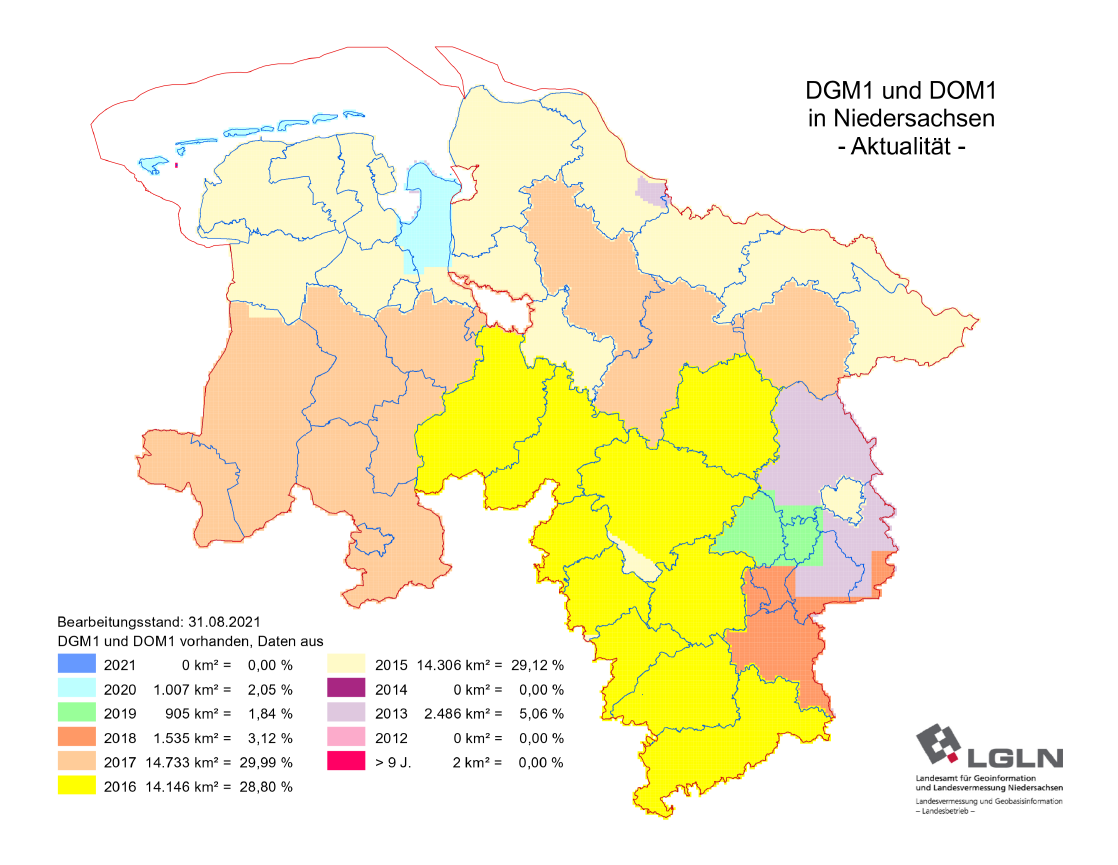 DGM1 und DOM1
in Niedersachsen
- Aktualität -
Bearbeitungsstand: 31.08.2021
DGM1 und DOM1 vorhanden, Daten aus
2021 0 km² = 0,00 %
2020 1.007 km² = 2,05 %
2019 905 km² = 1,84 %
2018 1.535 km² = 3,12 %
2017 14.733 km² = 29,99 %
2016 14.146 km² = 28,80 %
2015 14.306 km² = 29,12 %
2014 0 km² = 0,00 %
2013 2.486 km² = 5,06 %
2012 0 km² = 0,00 %
> 9 J. 2 km² = 0,00 %
LGLN
Landesamt für Geoinformation
und Landesvermessung Niedersachsen
Landesvermessung und Geobasisinformation
– Landesbetrieb –